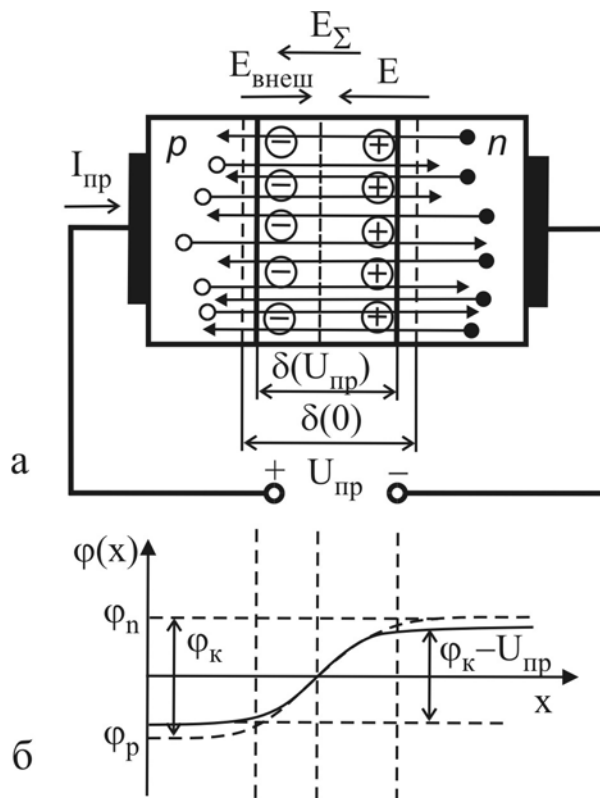 E_Σ
E_внеш E
p n
I_пр
− +
− +
− +
− +
− +
δ(U_пр)
δ(0)
а
+ U_пр −
φ(x)
φ_n
φ_к φ_к−U_пр
x
φ_p
б